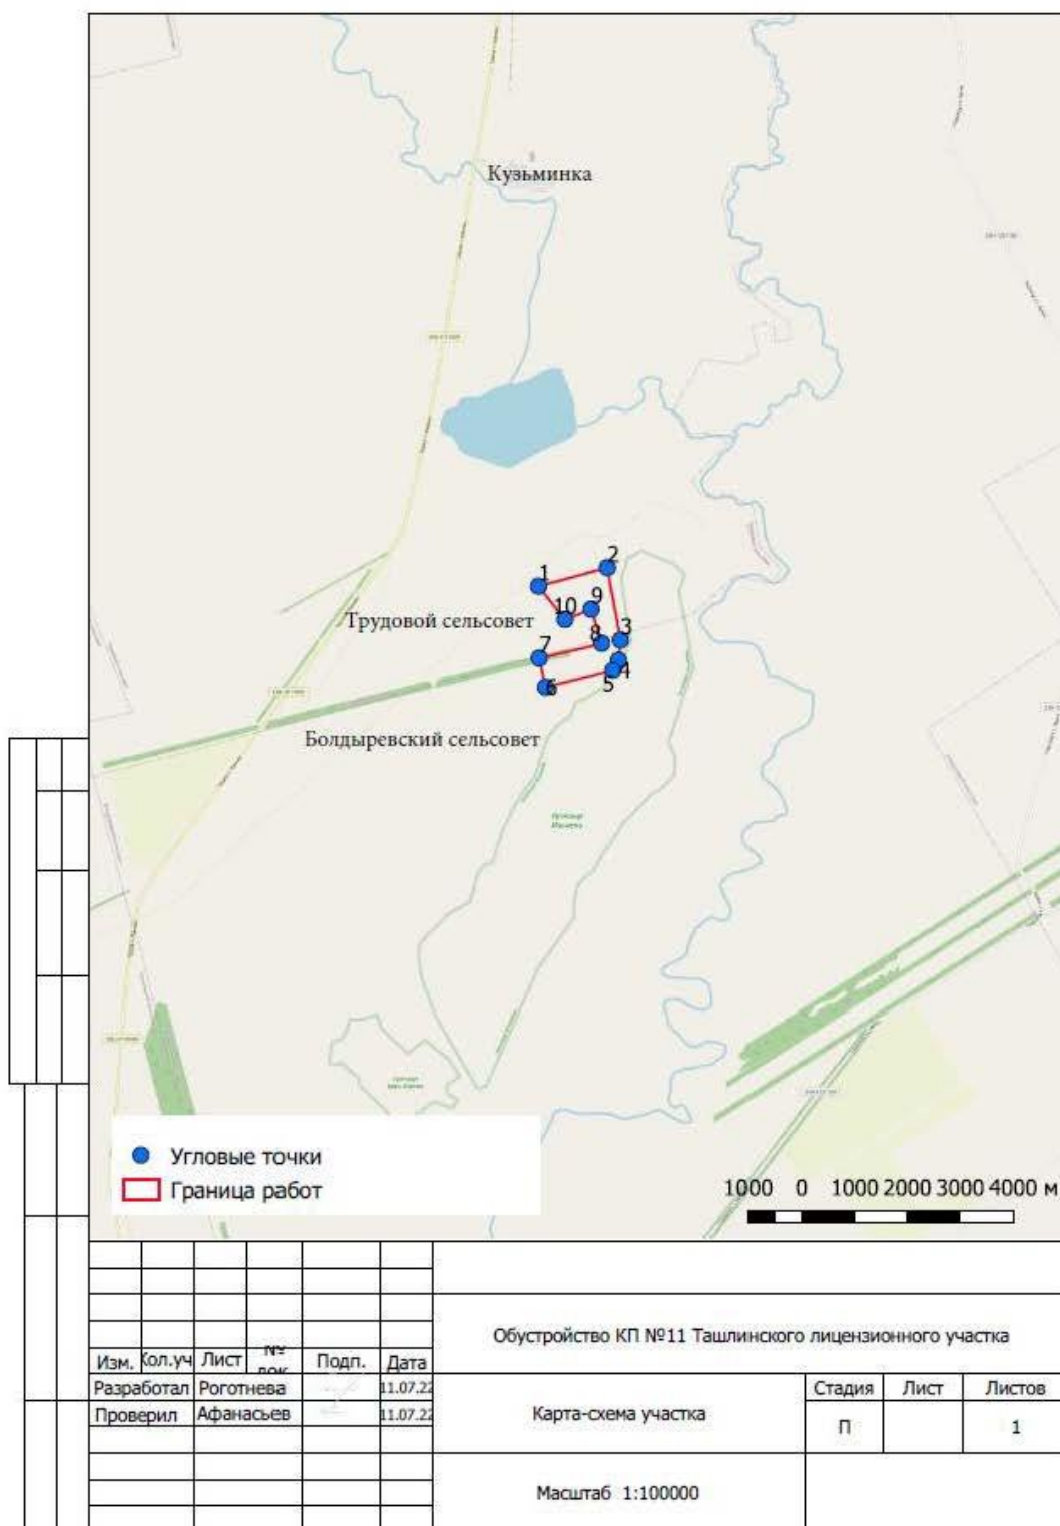 Кузьминка
2
1
9
10
Трудовой сельсовет
3
8
7
4
5
6
Болдыревский сельсовет
Угловые точки
Граница работ
1000 0 1000 2000 3000 4000 м
Обустройство КП №11 Ташлинского лицензионного участка
Изм. Кол.уч Лист № док Подп. Дата
Разработал Роготнева 11.07.22
Стадия Лист Листов
Проверил Афанасьев 11.07.22
Карта-схема участка
П 1
Масштаб 1:100000